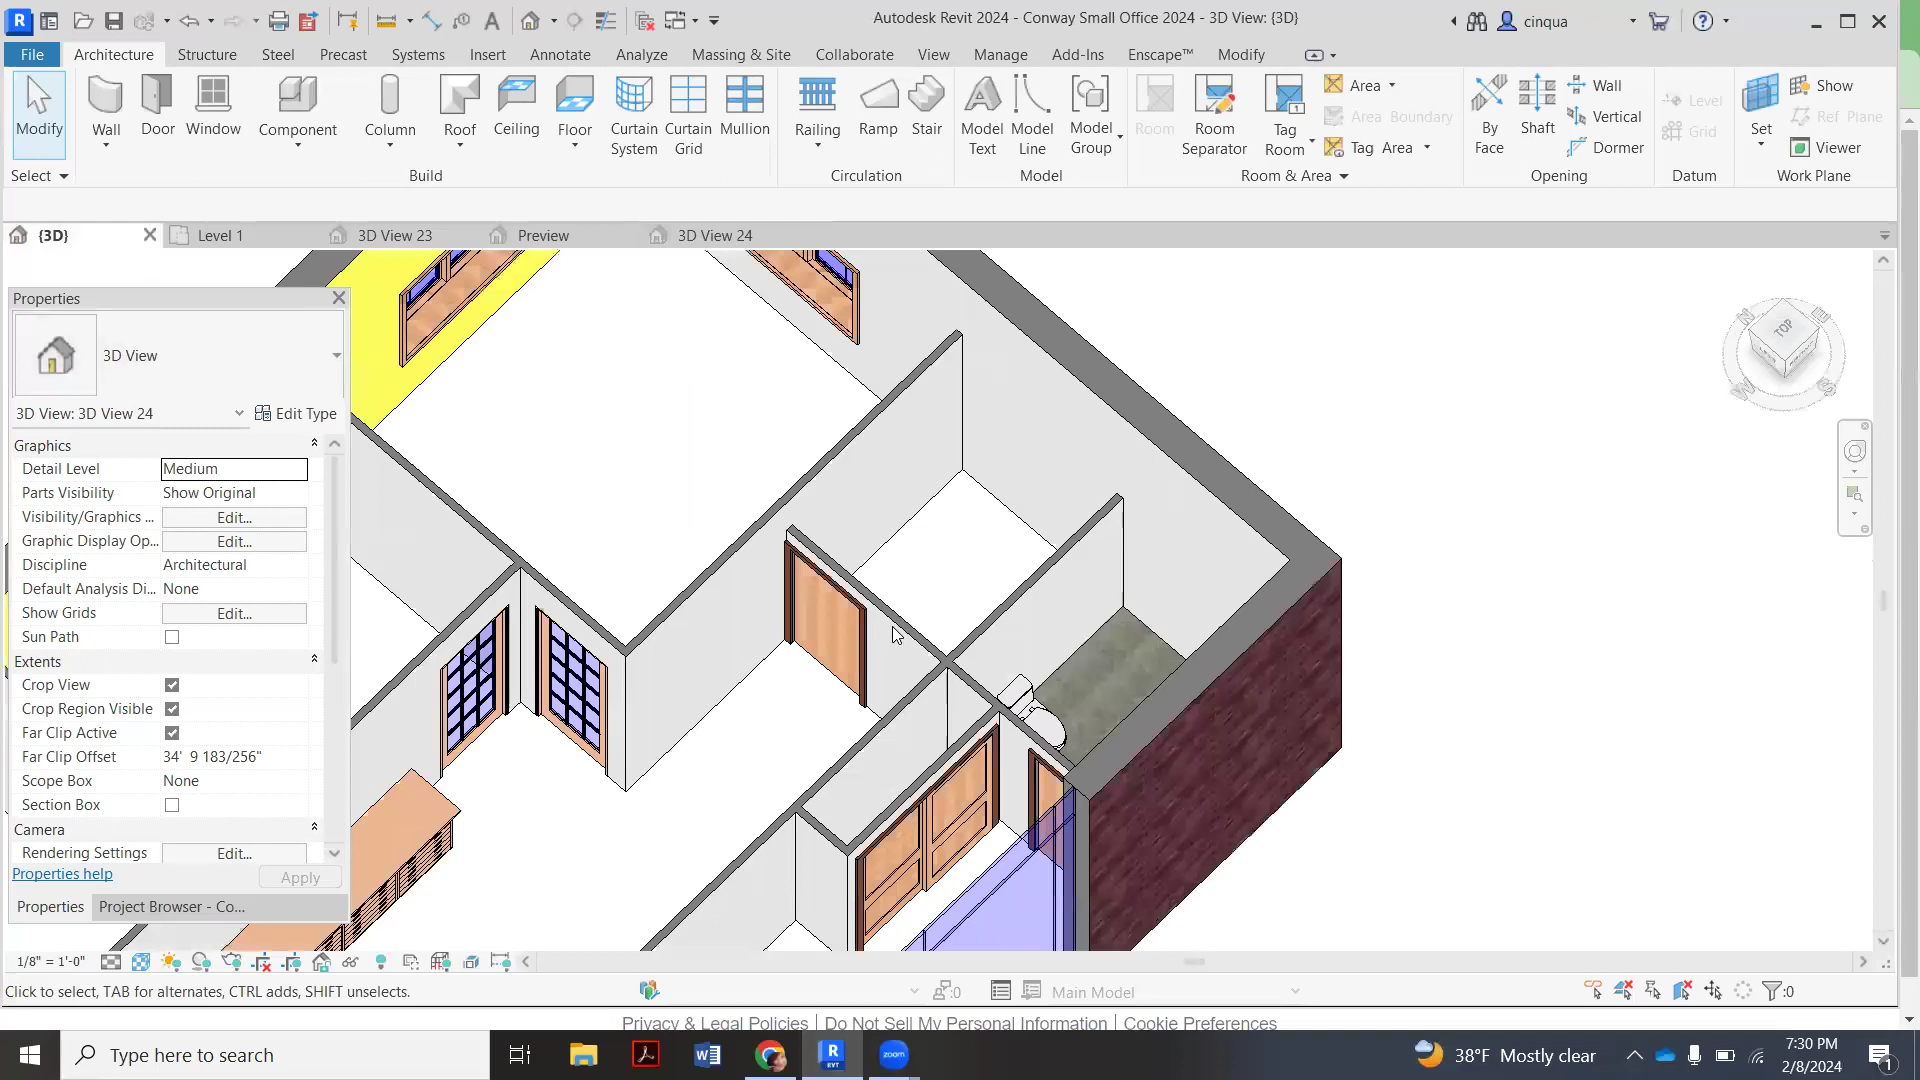 Autodesk Revit 2024 - Conway Small Office 2024 - 3D View: {3D}
cinqua
File Architecture Structure Steel Precast Systems Insert Annotate Analyze Massing & Site Collaborate View Manage Add-Ins Enscape™ Modify
Modify Wall Door Window Component Column Roof Ceiling Floor Curtain System Curtain Grid Mullion Railing Ramp Stair Model Text Model Line Model Group Room Room Separator Tag Room
Area
Area Boundary
Tag Area
By Face Shaft
Wall
Vertical
Dormer
Level
Grid
Set
Show
Ref Plane
Viewer
Select Build Circulation Model Room & Area Opening Datum Work Plane
{3D} Level 1 3D View 23 Preview 3D View 24
Properties
3D View
3D View: 3D View 24 Edit Type
Graphics
Detail Level Medium
Parts Visibility Show Original
Visibility/Graphics ... Edit...
Graphic Display Op... Edit...
Discipline Architectural
Default Analysis Di... None
Show Grids Edit...
Sun Path
Extents
Crop View
Crop Region Visible
Far Clip Active
Far Clip Offset 34' 9 183/256"
Scope Box None
Section Box
Camera
Rendering Settings Edit...
Properties help Apply
Properties Project Browser - Co...
TOP
N
W
S
1/8" = 1'-0"
Click to select, TAB for alternates, CTRL adds, SHIFT unselects.
:0
Main Model
:0
Privacy & Legal Policies | Do Not Sell My Personal Information | Cookie Preferences
Type here to search
zoom
38°F Mostly clear
7:30 PM
2/8/2024
1